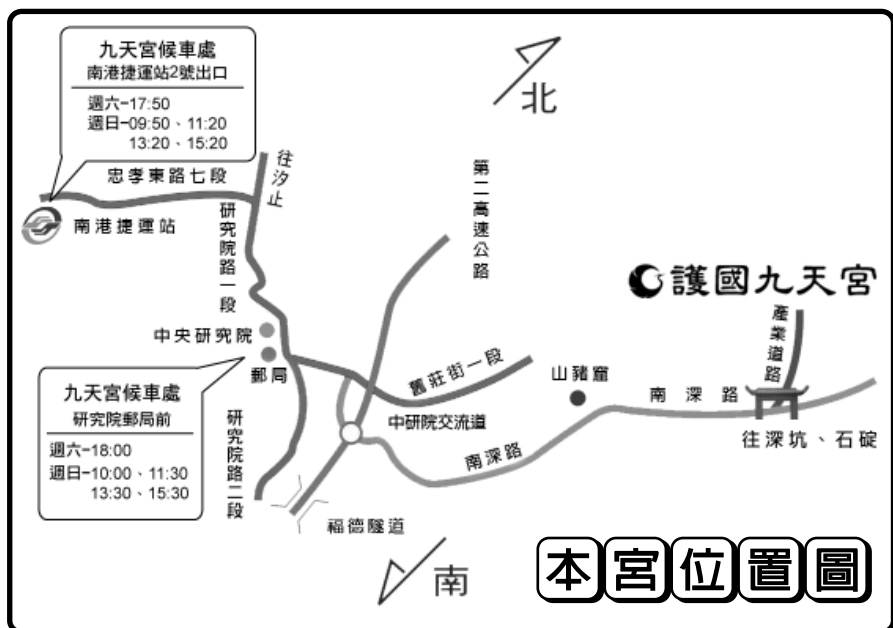 九天宮候車處
南港捷運站2號出口
週六-17:50
週日-09:50、11:20
13:20、15:20
北
忠孝東路七段
往汐止
南港捷運站
研究院路一段
第二高速公路
護國九天宮
產業道路
中央研究院
郵局
舊莊街一段
山豬窟
南深路
九天宮候車處
研究院郵局前
週六-18:00
週日-10:00、11:30
13:30、15:30
研究院路二段
中研院交流道
南深路
往深坑、石碇
福德隧道
南
本宮位置圖